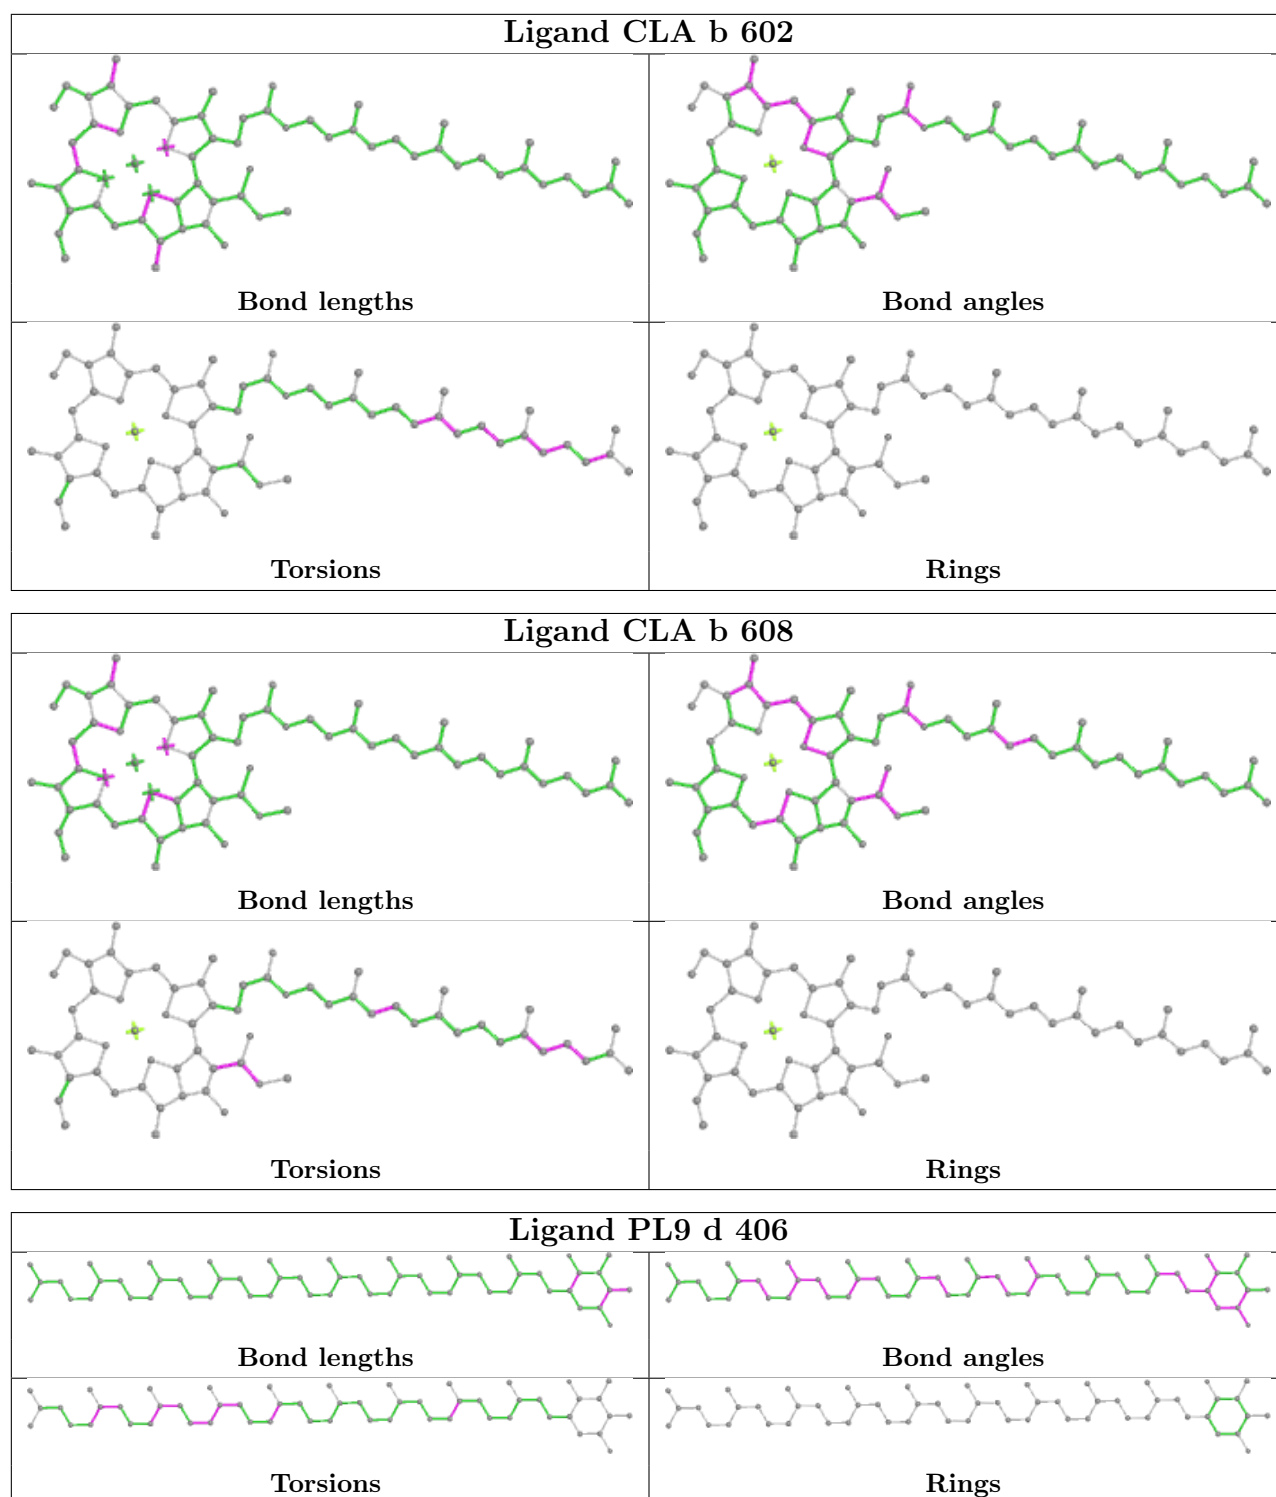 Ligand CLA b 602
Bond lengths
Bond angles
Torsions
Rings
Ligand CLA b 608
Bond lengths
Bond angles
Torsions
Rings
Ligand PL9 d 406
Bond lengths
Bond angles
Torsions
Rings